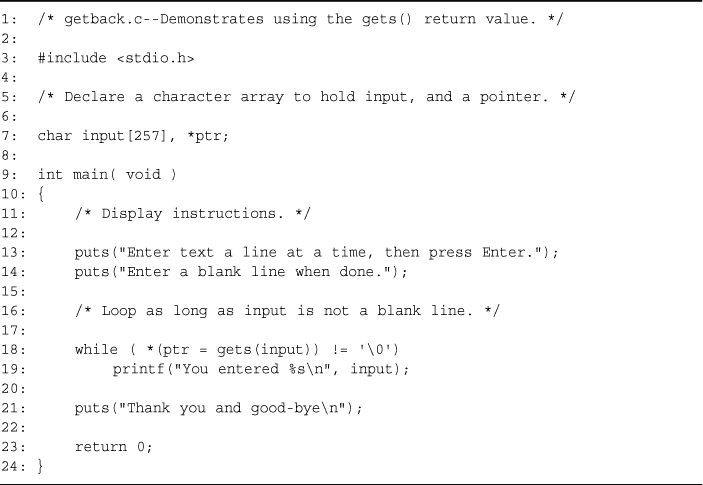 1: /* getback.c--Demonstrates using the gets() return value. */
2:
3: #include <stdio.h>
4:
5: /* Declare a character array to hold input, and a pointer. */
6:
7: char input[257], *ptr;
8:
9: int main( void )
10: {
11:     /* Display instructions. */
12:
13:     puts("Enter text a line at a time, then press Enter.");
14:     puts("Enter a blank line when done.");
15:
16:     /* Loop as long as input is not a blank line. */
17:
18:     while ( *(ptr = gets(input)) != '\0')
19:         printf("You entered %s\n", input);
20:
21:     puts("Thank you and good-bye\n");
22:
23:     return 0;
24: }